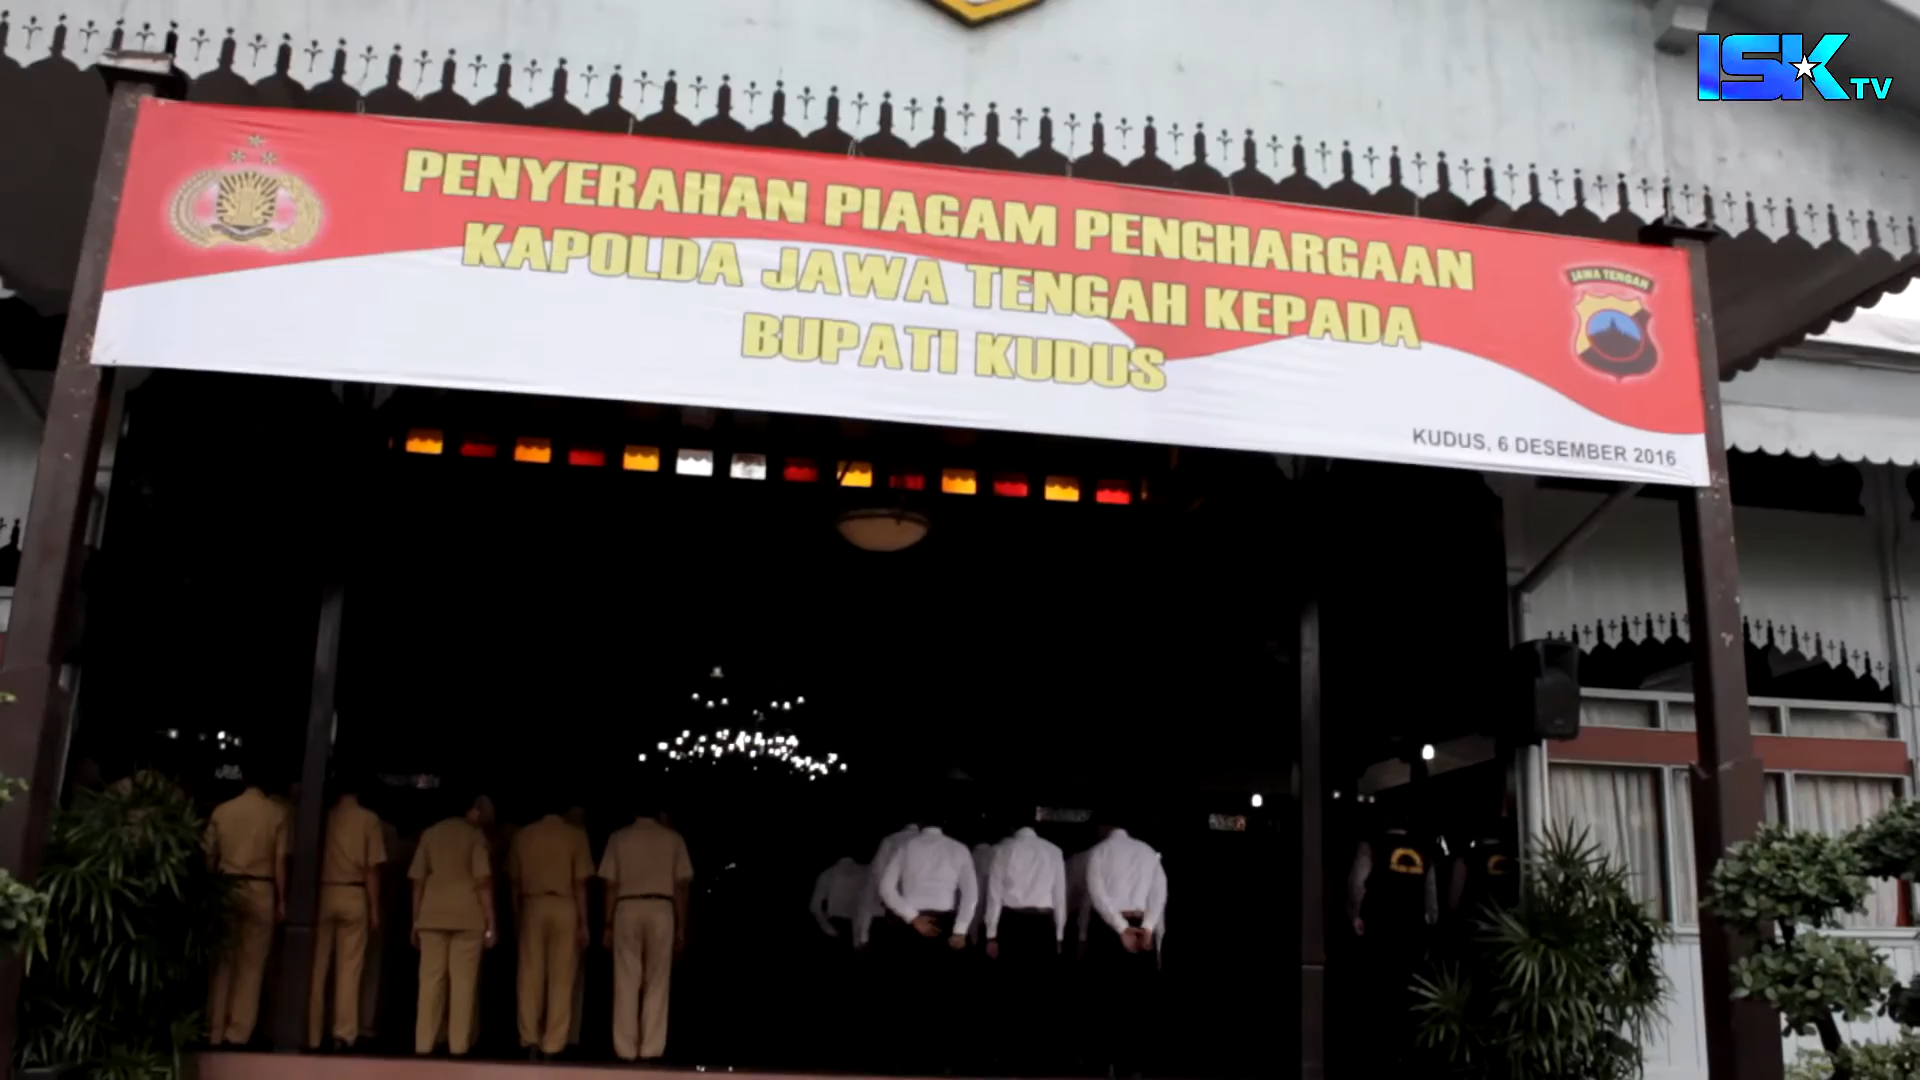 ISK TV
PENYERAHAN PIAGAM PENGHARGAAN
KAPOLDA JAWA TENGAH KEPADA
BUPATI KUDUS
JAWA TENGAH
KUDUS, 6 DESEMBER 2016